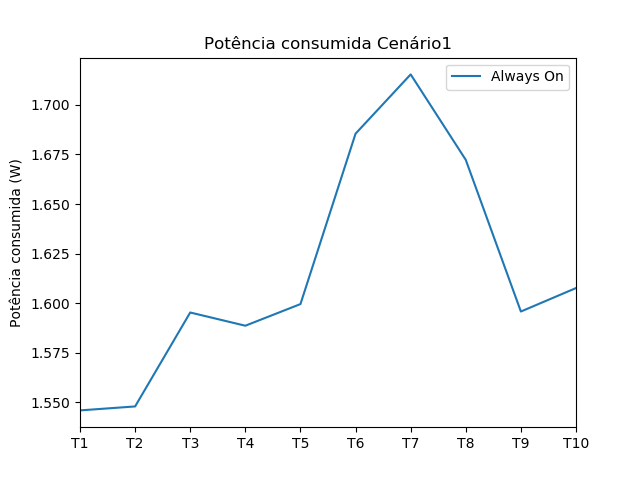 Potência consumida Cenário1
Always On
Potência consumida (W)
1.700
1.675
1.650
1.625
1.600
1.575
1.550
T1 T2 T3 T4 T5 T6 T7 T8 T9 T10